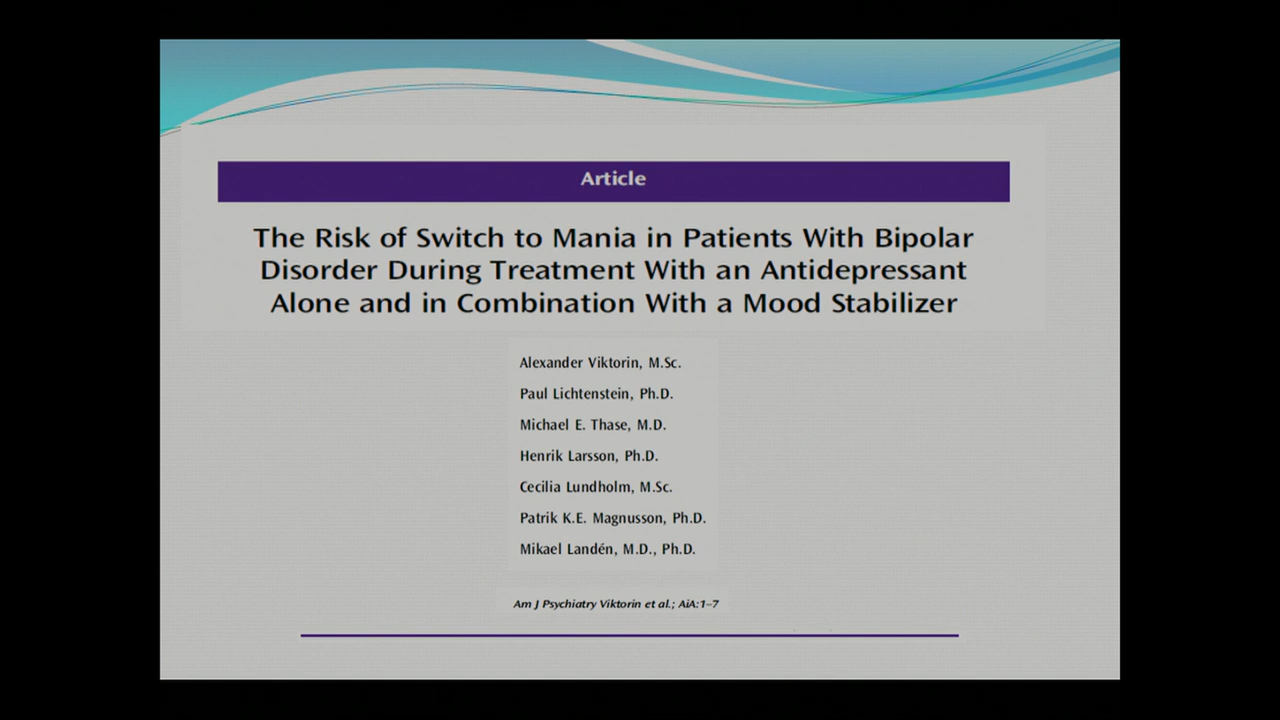 Article
The Risk of Switch to Mania in Patients With Bipolar
Disorder During Treatment With an Antidepressant
Alone and in Combination With a Mood Stabilizer
Alexander Viktorin, M.Sc.
Paul Lichtenstein, Ph.D.
Michael E. Thase, M.D.
Henrik Larsson, Ph.D.
Cecilia Lundholm, M.Sc.
Patrik K.E. Magnusson, Ph.D.
Mikael Landén, M.D., Ph.D.
Am J Psychiatry Viktorin et al.; AiA:1–7